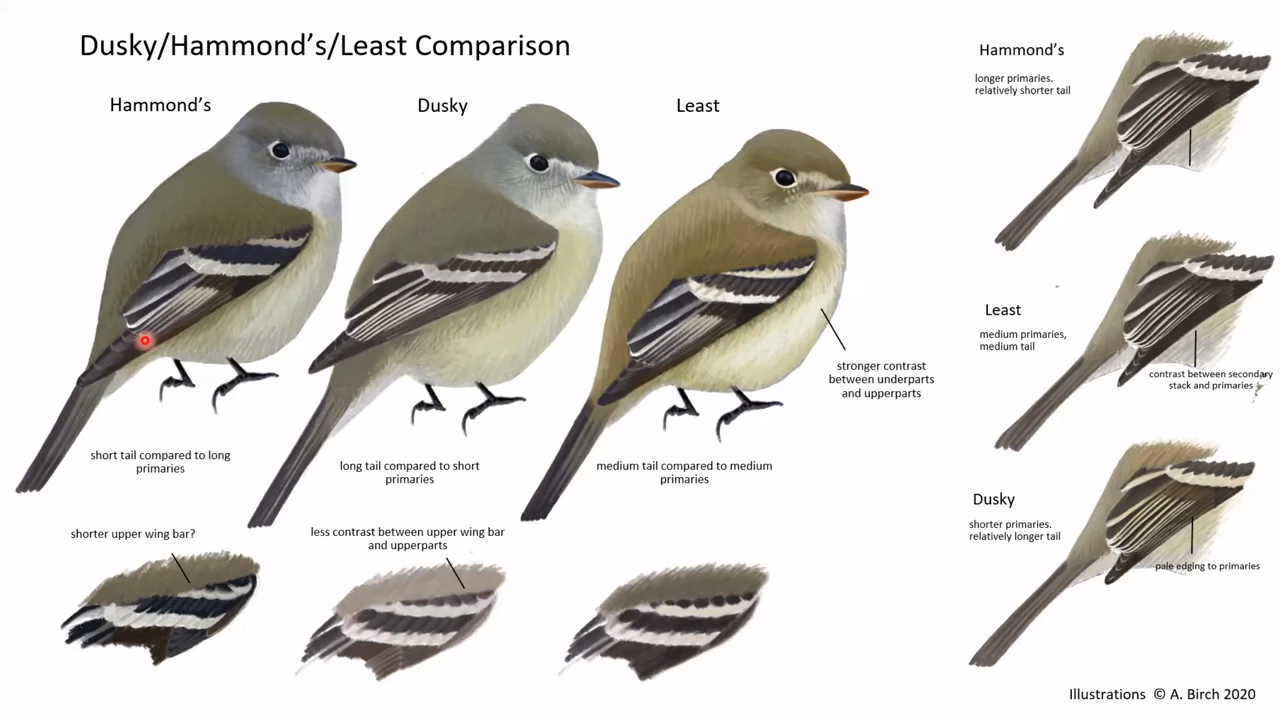 Dusky/Hammond's/Least Comparison
Hammond's
Dusky
Least
short tail compared to long
primaries
long tail compared to short
primaries
medium tail compared to medium
primaries
stronger contrast
between underparts
and upperparts
shorter upper wing bar?
less contrast between upper wing bar
and upperparts
Hammond's
longer primaries.
relatively shorter tail
Least
medium primaries,
medium tail
contrast between secondary
stack and primaries
Dusky
shorter primaries.
relatively longer tail
pale edging to primaries
Illustrations © A. Birch 2020